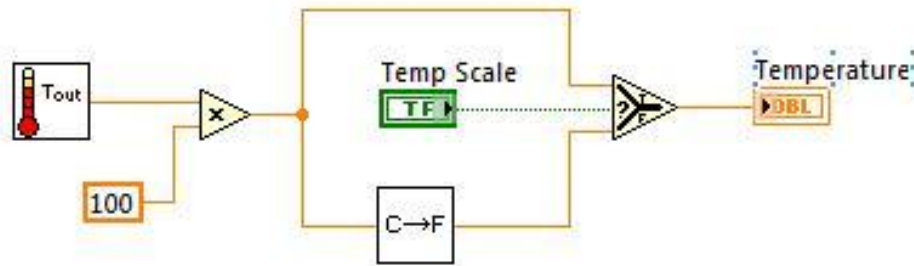 Tout
Temp Scale
Temperature
TF
?
F
DBL
x
100
C→F